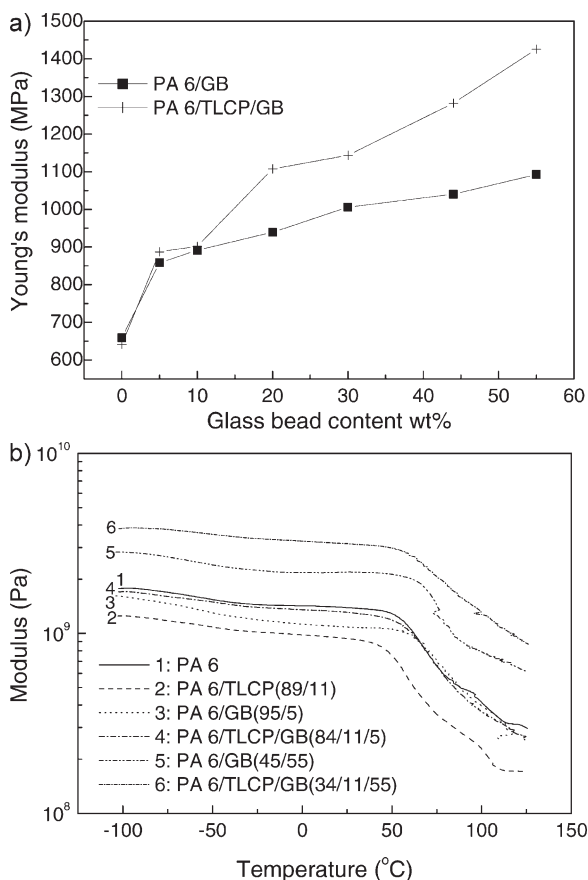 a)
1500
1400
1300
1200
1100
1000
900
800
700
600
Young's modulus (MPa)
PA 6/GB
PA 6/TLCP/GB
0 10 20 30 40 50 60
Glass bead content wt%
b)
10^10
10^9
10^8
Modulus (Pa)
6
5
1
4
3
2
1: PA 6
2: PA 6/TLCP(89/11)
3: PA 6/GB(95/5)
4: PA 6/TLCP/GB(84/11/5)
5: PA 6/GB(45/55)
6: PA 6/TLCP/GB(34/11/55)
-100 -50 0 50 100 150
Temperature (°C)